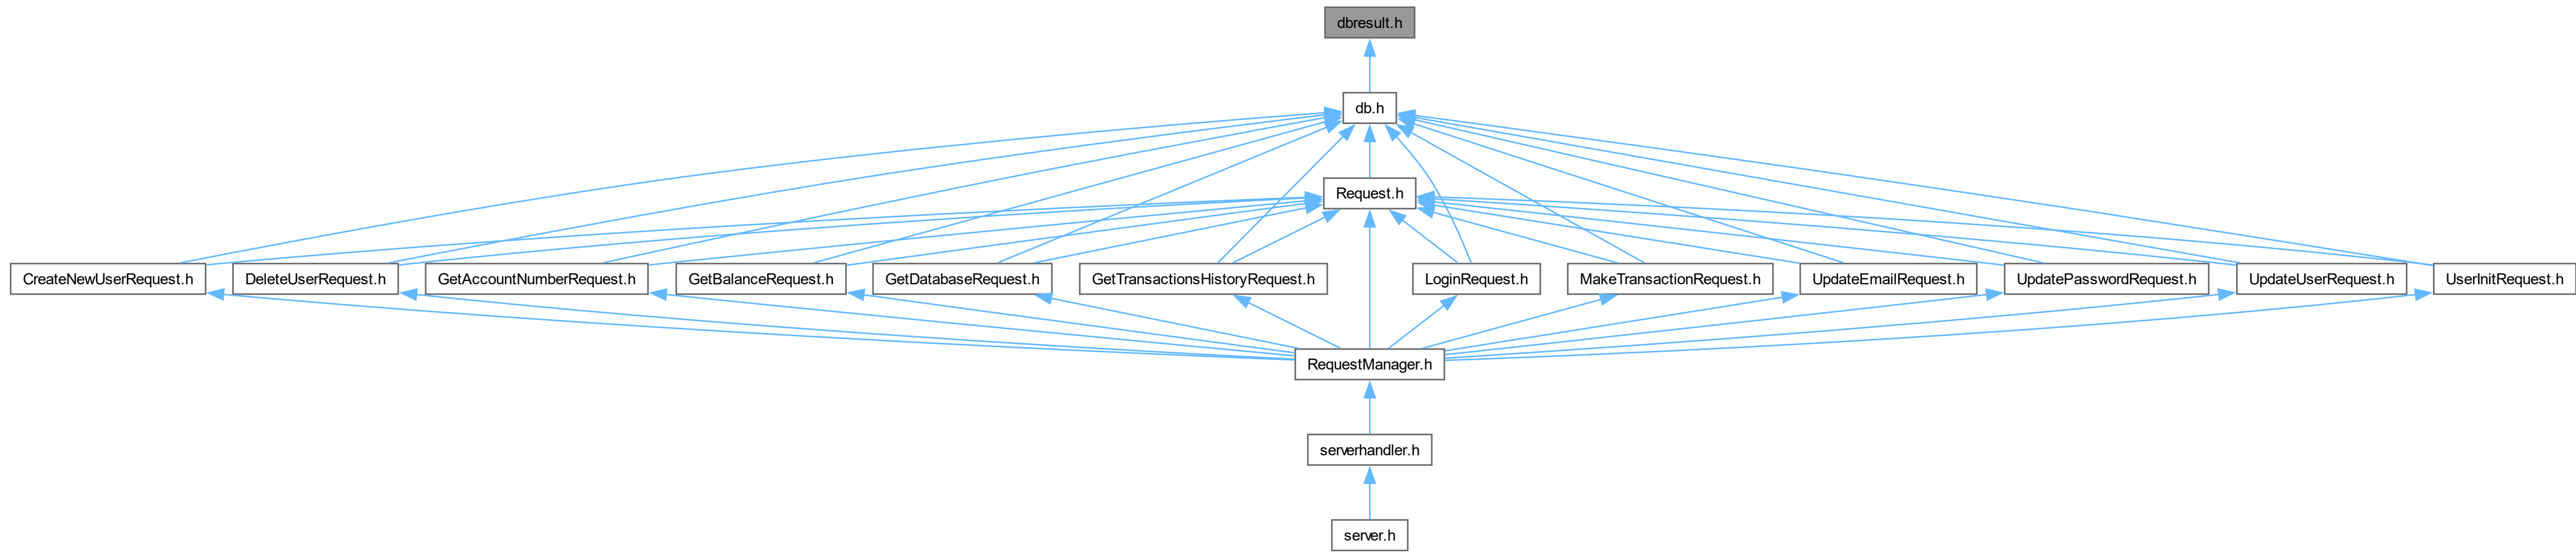 dbresult.h
db.h
Request.h
CreateNewUserRequest.h
DeleteUserRequest.h
GetAccountNumberRequest.h
GetBalanceRequest.h
GetDatabaseRequest.h
GetTransactionsHistoryRequest.h
LoginRequest.h
MakeTransactionRequest.h
UpdateEmailRequest.h
UpdatePasswordRequest.h
UpdateUserRequest.h
UserInitRequest.h
RequestManager.h
serverhandler.h
server.h